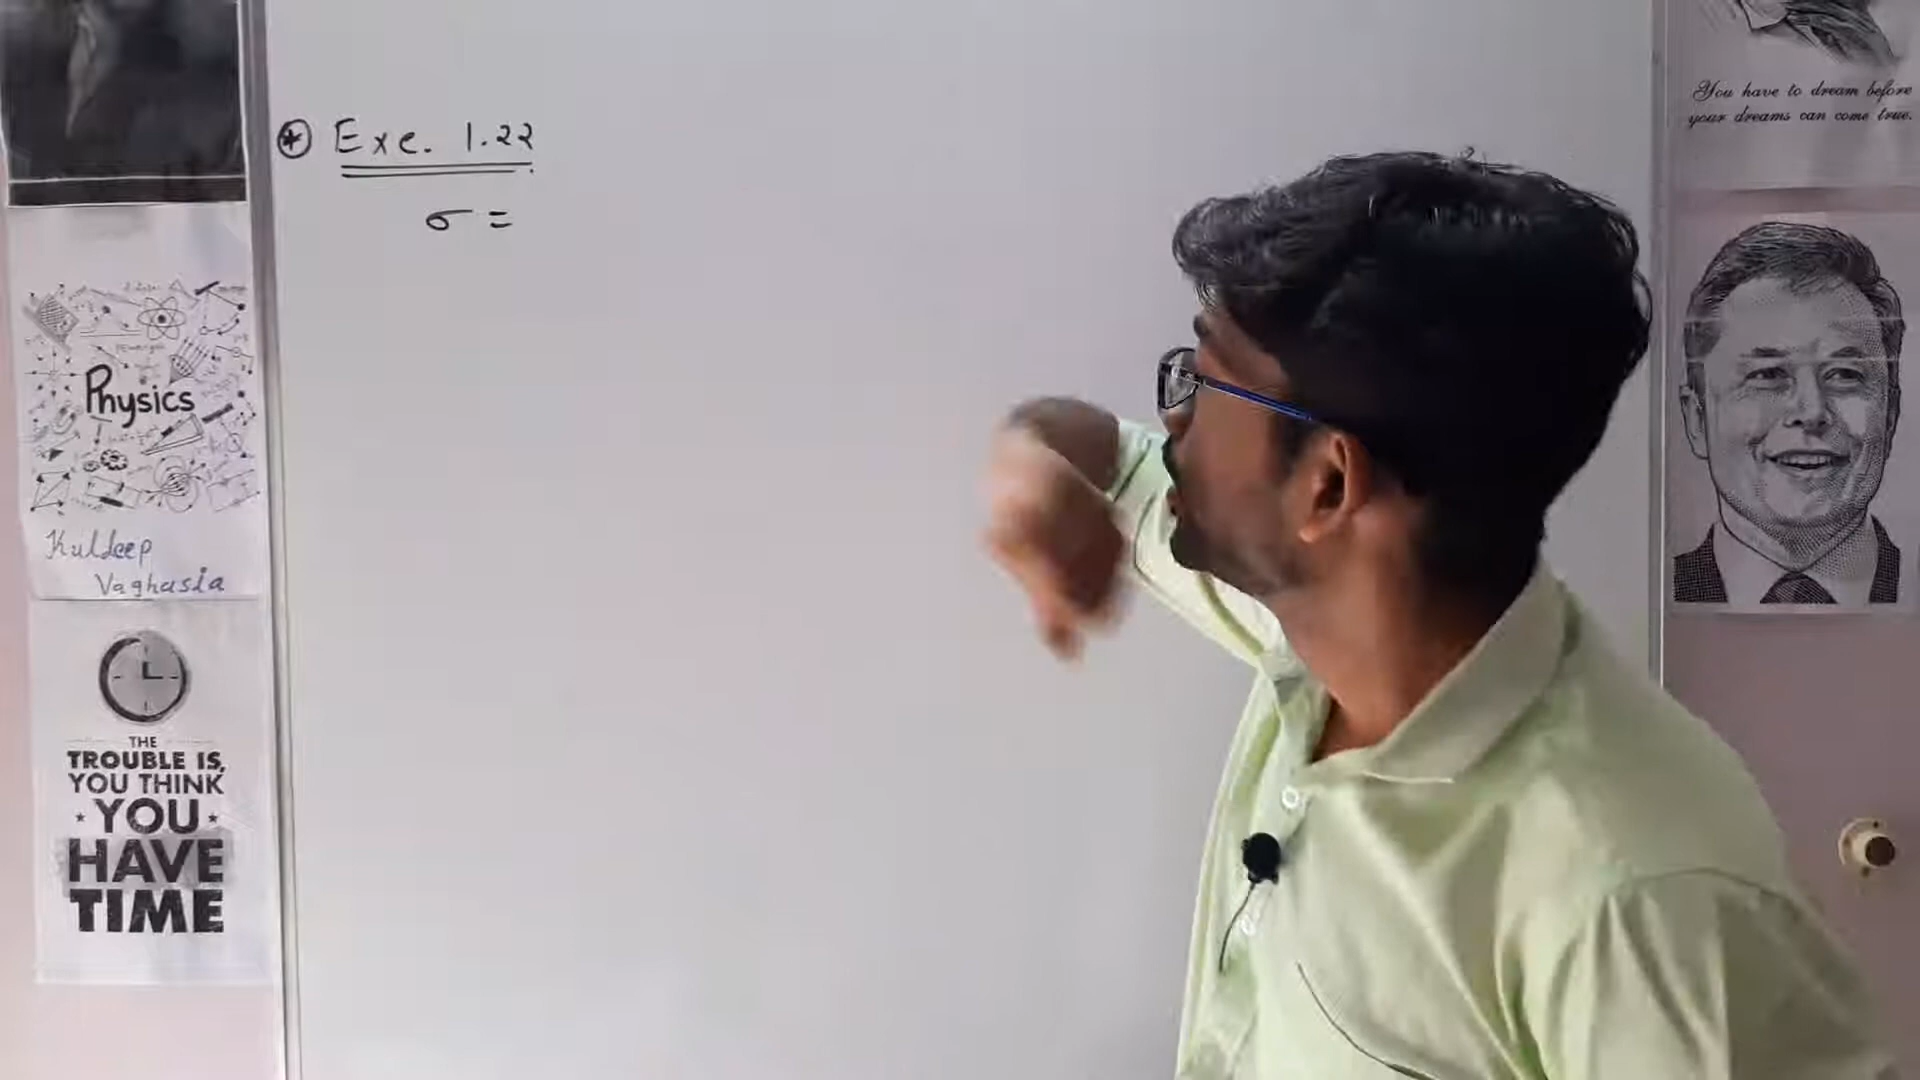 ⊛ Exc. 1.22
σ =
Physics
Kuldeep
Vaghasia
THE
TROUBLE IS,
YOU THINK
• YOU •
HAVE
TIME
You have to dream before
your dreams can come true.